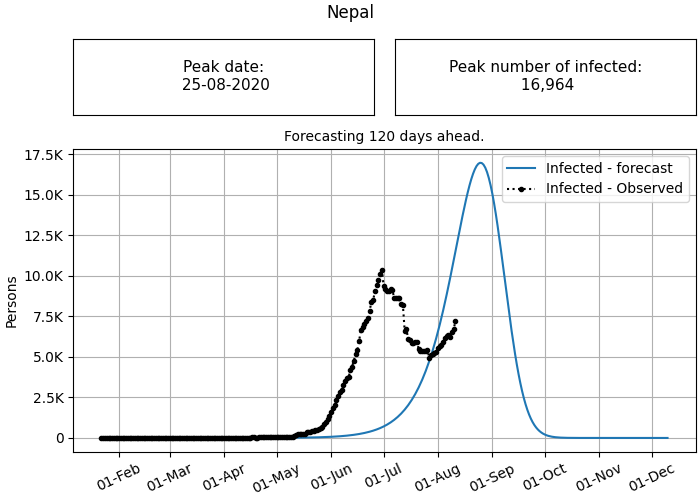 Nepal
Peak date:
25-08-2020
Peak number of infected:
16,964
Forecasting 120 days ahead.
17.5K
15.0K
12.5K
10.0K
7.5K
5.0K
2.5K
0
Persons
Infected - forecast
Infected - Observed
01-Feb
01-Mar
01-Apr
01-May
01-Jun
01-Jul
01-Aug
01-Sep
01-Oct
01-Nov
01-Dec